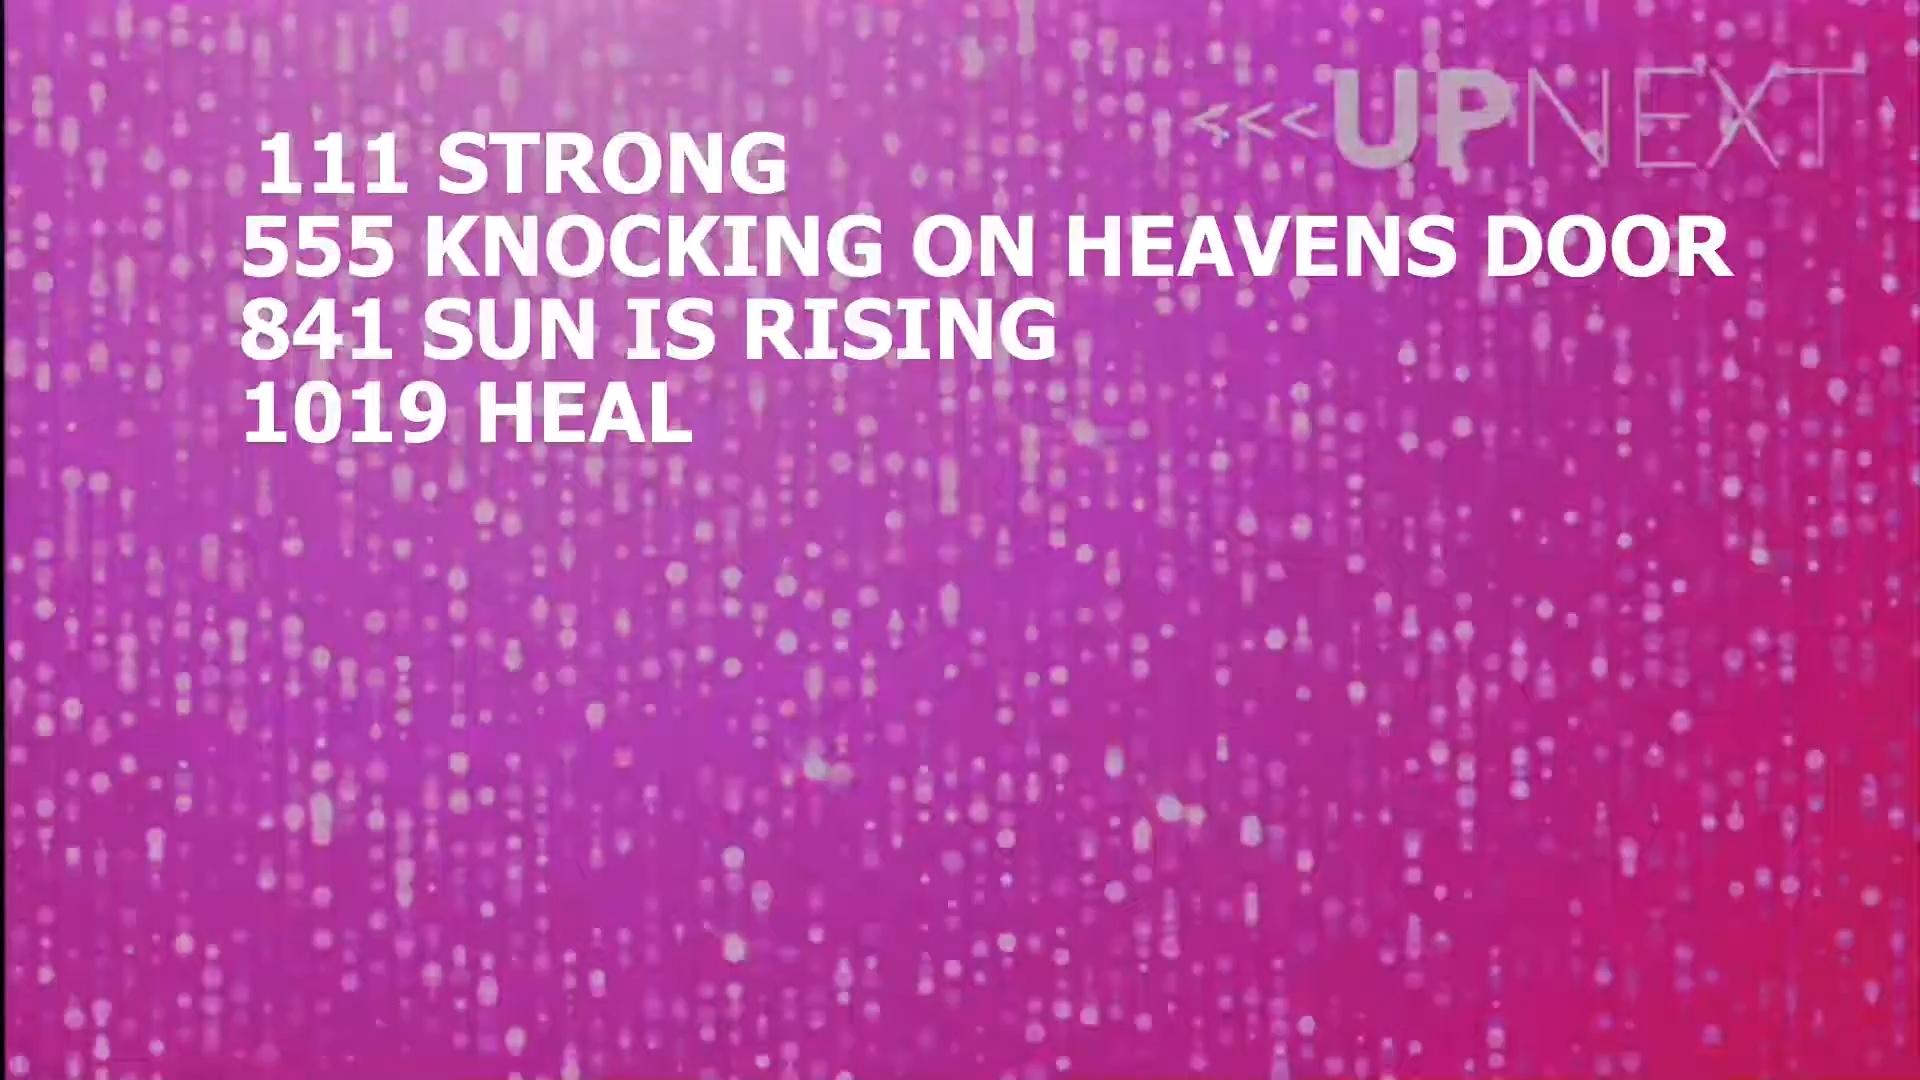 <<<UPNEXT
111 STRONG
555 KNOCKING ON HEAVENS DOOR
841 SUN IS RISING
1019 HEAL